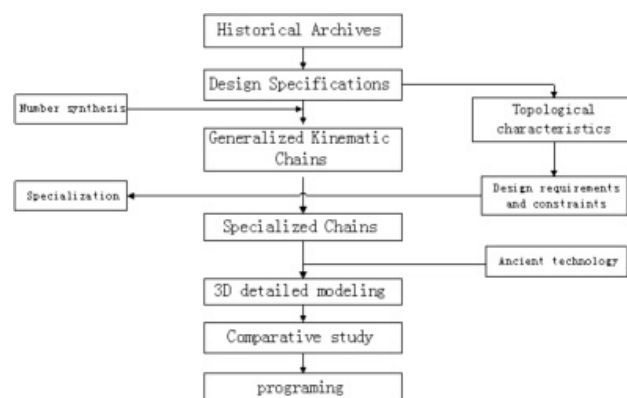 Historical Archives
Design Specifications
Number synthesis
Topological
characteristics
Generalized Kinematic
Chains
Specialization
Design requirements
and constraints
Specialized Chains
Ancient technology
3D detailed modeling
Comparative study
programing